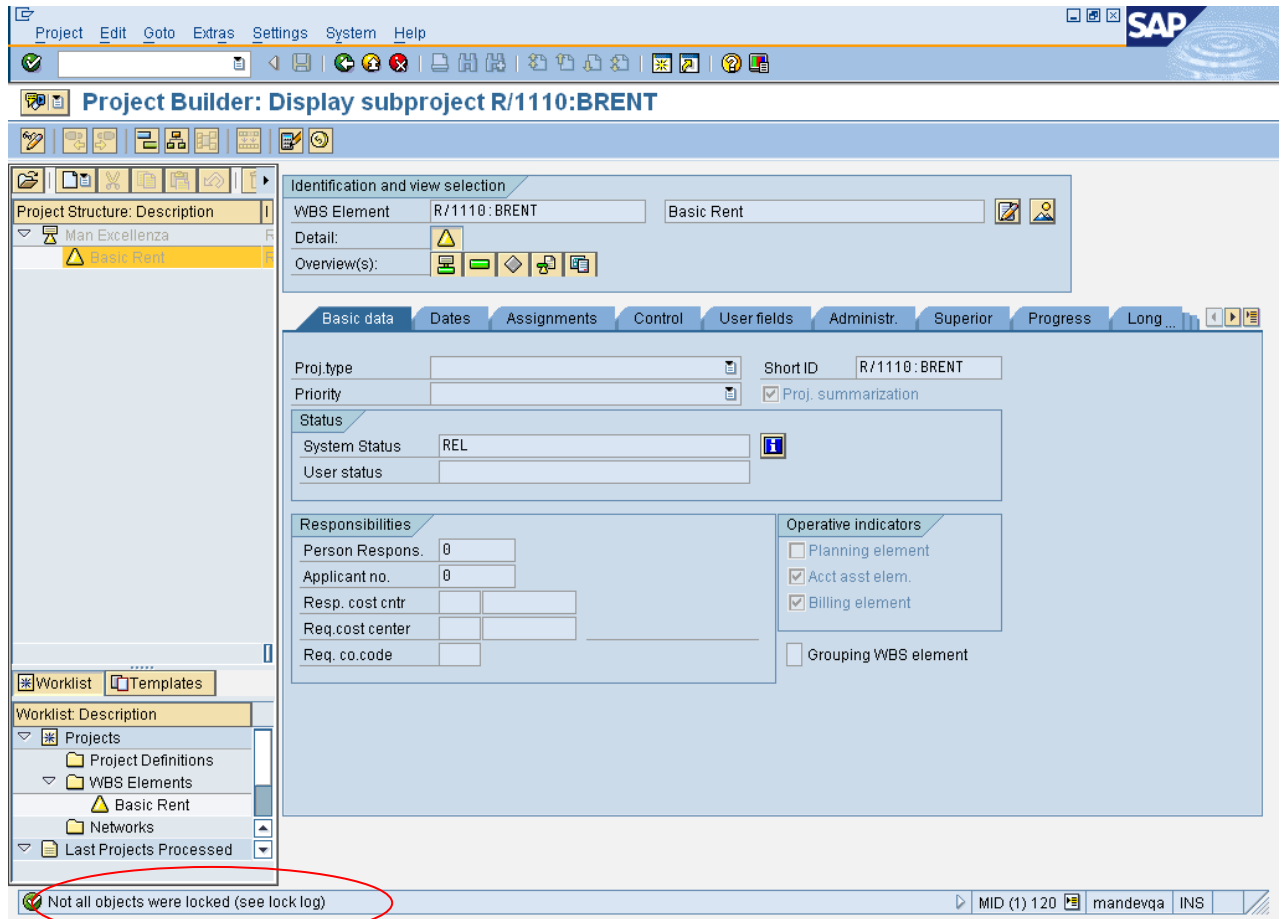 Project Edit Goto Extras Settings System Help
SAP
Project Builder: Display subproject R/1110:BRENT
Identification and view selection
Project Structure: Description I
WBS Element R/1110:BRENT Basic Rent
Man Excellenza R
Detail:
Basic Rent R
Overview(s):
Basic data Dates Assignments Control User fields Administr. Superior Progress Long ...
Proj.type Short ID R/1110:BRENT
Priority Proj. summarization
Status
System Status REL
User status
Responsibilities Operative indicators
Person Respons. 0 Planning element
Applicant no. 0 Acct asst elem.
Resp. cost cntr Billing element
Req.cost center
Req. co.code Grouping WBS element
Worklist Templates
Worklist: Description
Projects
Project Definitions
WBS Elements
Basic Rent
Networks
Last Projects Processed
Not all objects were locked (see lock log) MID (1) 120 mandevqa INS